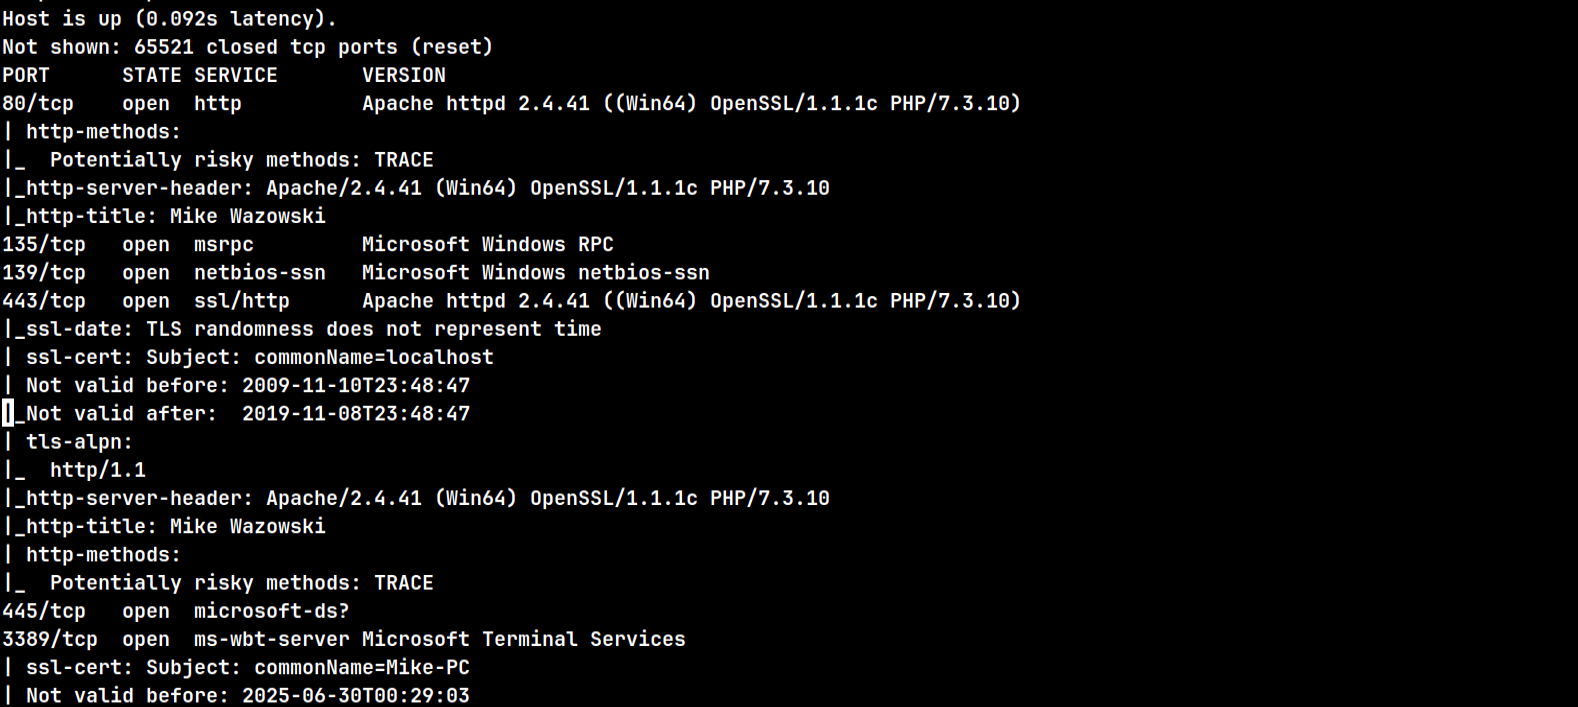 Host is up (0.092s latency).
Not shown: 65521 closed tcp ports (reset)
PORT      STATE SERVICE       VERSION
80/tcp    open  http          Apache httpd 2.4.41 ((Win64) OpenSSL/1.1.1c PHP/7.3.10)
| http-methods:
|_  Potentially risky methods: TRACE
|_http-server-header: Apache/2.4.41 (Win64) OpenSSL/1.1.1c PHP/7.3.10
|_http-title: Mike Wazowski
135/tcp   open  msrpc         Microsoft Windows RPC
139/tcp   open  netbios-ssn   Microsoft Windows netbios-ssn
443/tcp   open  ssl/http      Apache httpd 2.4.41 ((Win64) OpenSSL/1.1.1c PHP/7.3.10)
|_ssl-date: TLS randomness does not represent time
| ssl-cert: Subject: commonName=localhost
| Not valid before: 2009-11-10T23:48:47
|_Not valid after:  2019-11-08T23:48:47
| tls-alpn:
|_  http/1.1
|_http-server-header: Apache/2.4.41 (Win64) OpenSSL/1.1.1c PHP/7.3.10
|_http-title: Mike Wazowski
| http-methods:
|_  Potentially risky methods: TRACE
445/tcp   open  microsoft-ds?
3389/tcp  open  ms-wbt-server Microsoft Terminal Services
| ssl-cert: Subject: commonName=Mike-PC
| Not valid before: 2025-06-30T00:29:03